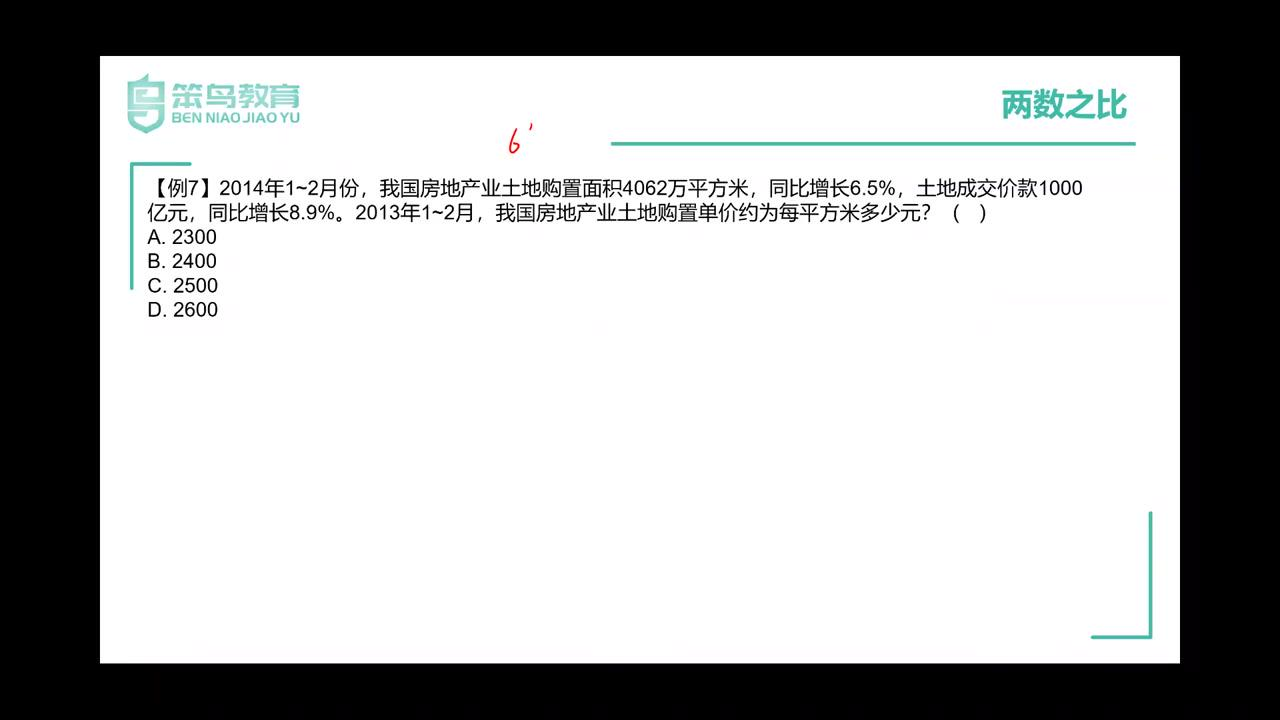 笨鸟教育
BEN NIAO JIAO YU
两数之比
6'
【例7】2014年1~2月份，我国房地产业土地购置面积4062万平方米，同比增长6.5%，土地成交价款1000
亿元，同比增长8.9%。2013年1~2月，我国房地产业土地购置单价约为每平方米多少元？（ ）
A. 2300
B. 2400
C. 2500
D. 2600